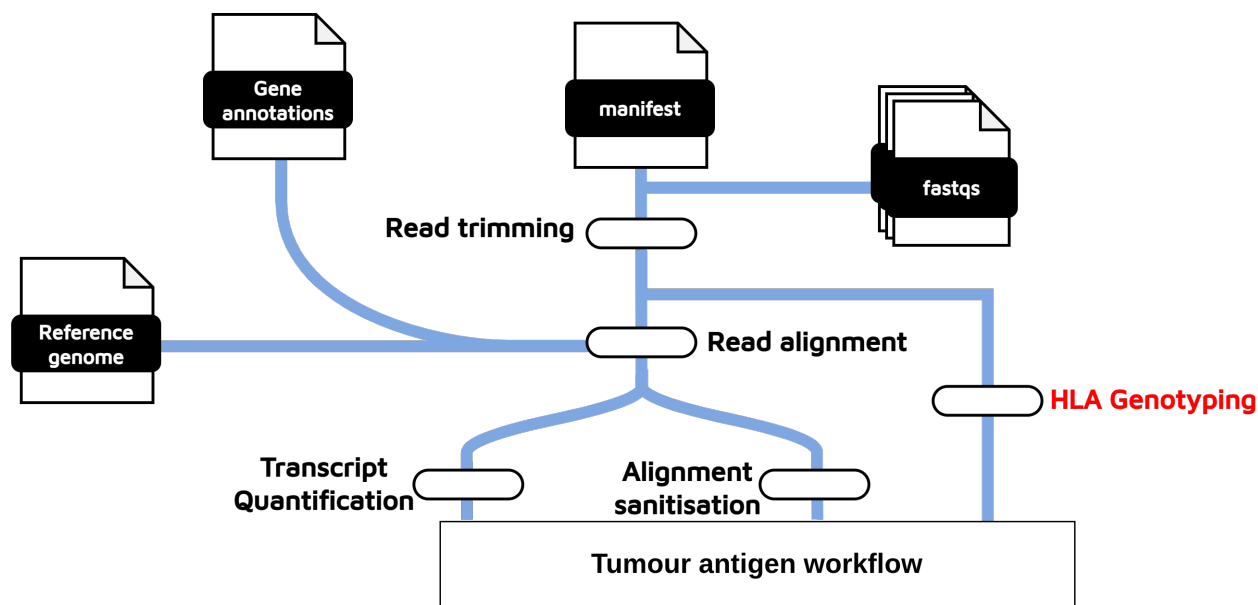 Gene
annotations
manifest
fastqs
Read trimming
Reference
genome
Read alignment
HLA Genotyping
Transcript
Quantification
Alignment
sanitisation
Tumour antigen workflow